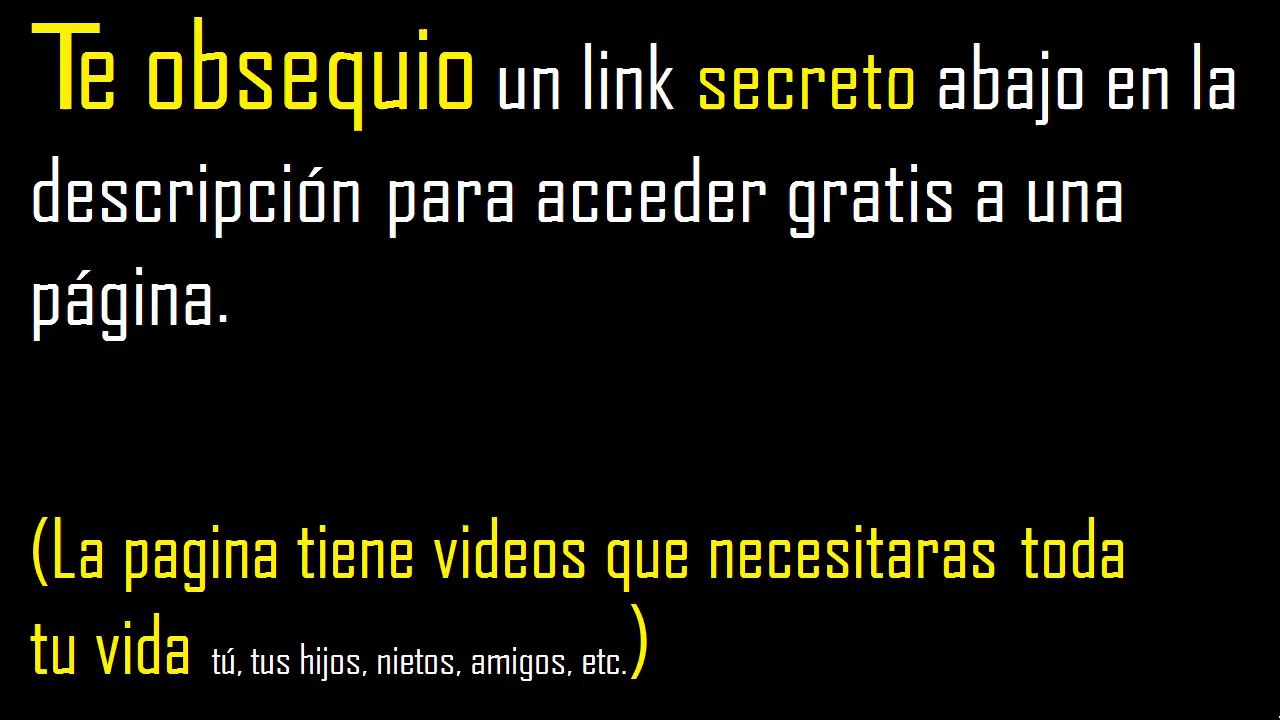 Te obsequio un link secreto abajo en la
descripción para acceder gratis a una
página.
(La pagina tiene videos que necesitaras toda
tu vida tú, tus hijos, nietos, amigos, etc.)